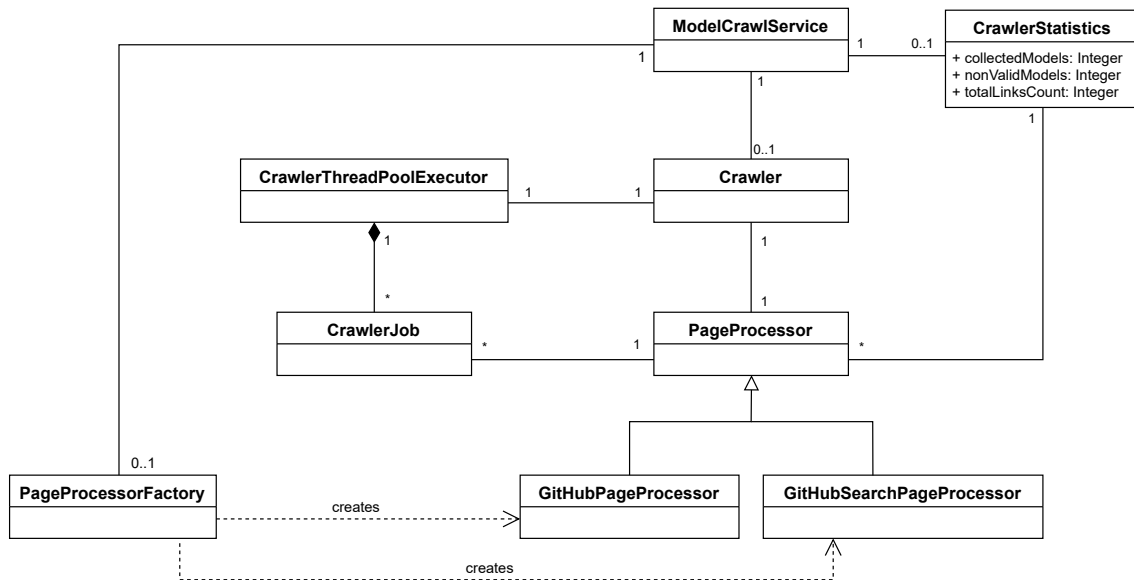 ModelCrawlService
CrawlerStatistics
+ collectedModels: Integer
+ nonValidModels: Integer
+ totalLinksCount: Integer
1
1
0..1
1
1
0..1
CrawlerThreadPoolExecutor
Crawler
1
1
1
1
*
1
CrawlerJob
PageProcessor
*
1
*
0..1
PageProcessorFactory
GitHubPageProcessor
GitHubSearchPageProcessor
creates
creates